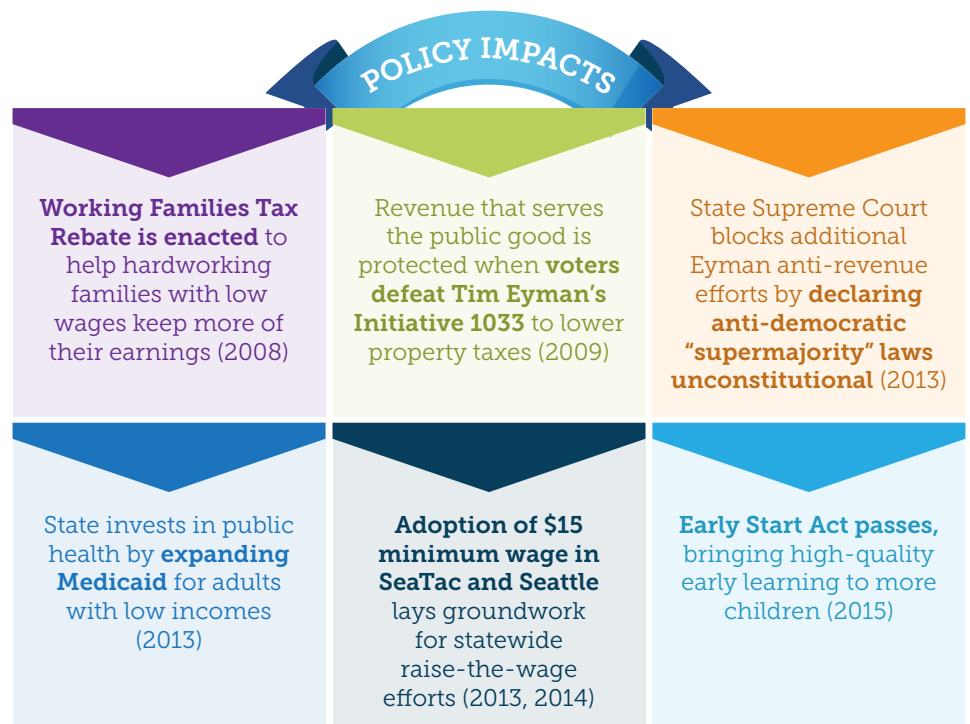 POLICY IMPACTS
Working Families Tax
Rebate is enacted to
help hardworking
families with low
wages keep more of
their earnings (2008)
Revenue that serves
the public good is
protected when voters
defeat Tim Eyman’s
Initiative 1033 to lower
property taxes (2009)
State Supreme Court
blocks additional
Eyman anti-revenue
efforts by declaring
anti-democratic
“supermajority” laws
unconstitutional (2013)
State invests in public
health by expanding
Medicaid for adults
with low incomes
(2013)
Adoption of $15
minimum wage in
SeaTac and Seattle
lays groundwork
for statewide
raise-the-wage
efforts (2013, 2014)
Early Start Act passes,
bringing high-quality
early learning to more
children (2015)